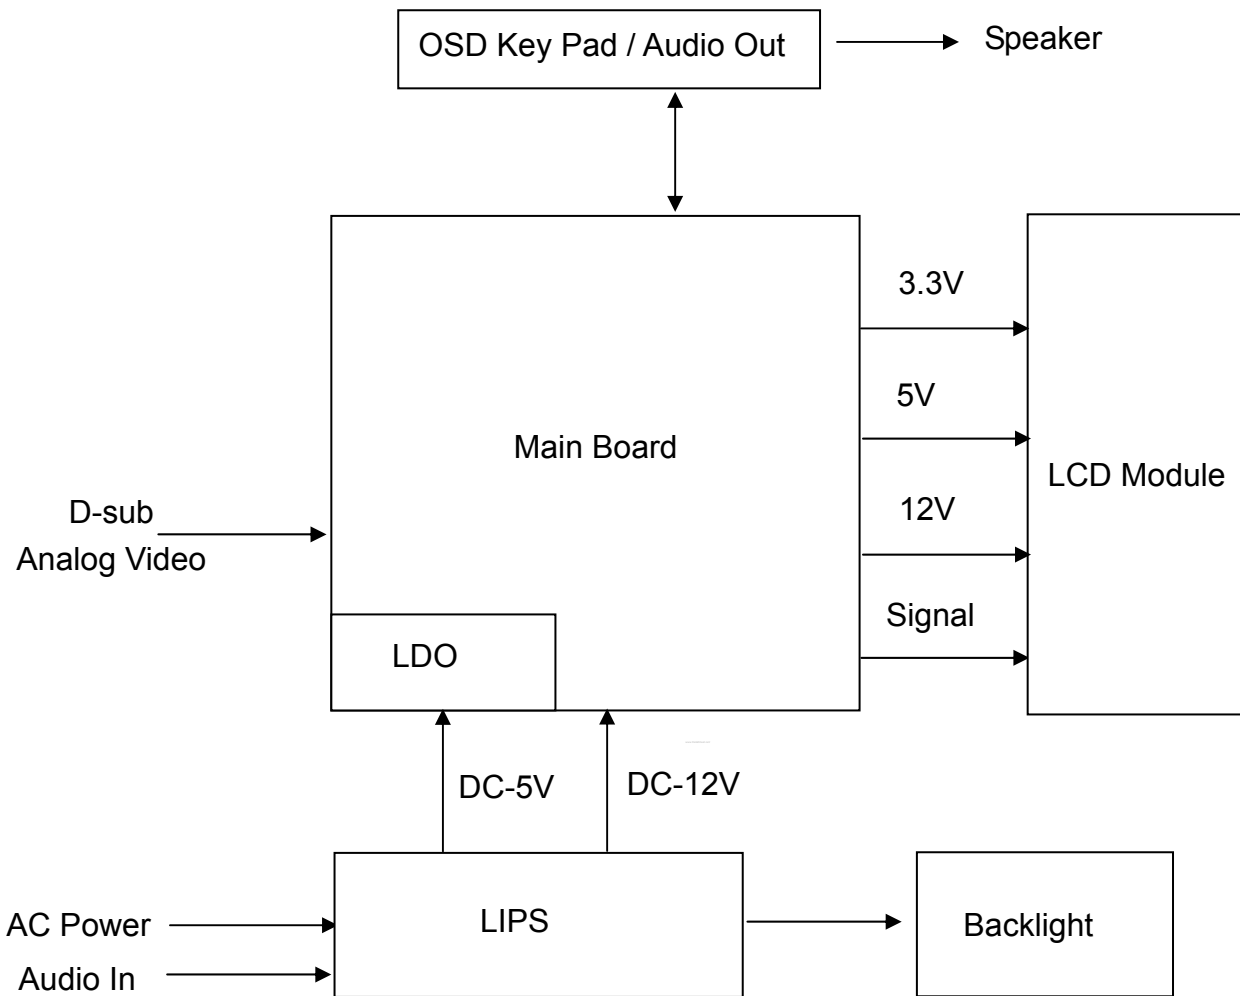 OSD Key Pad / Audio Out
Speaker
3.3V
5V
Main Board
LCD Module
12V
D-sub
Analog Video
Signal
LDO
DC-5V
DC-12V
AC Power
LIPS
Backlight
Audio In